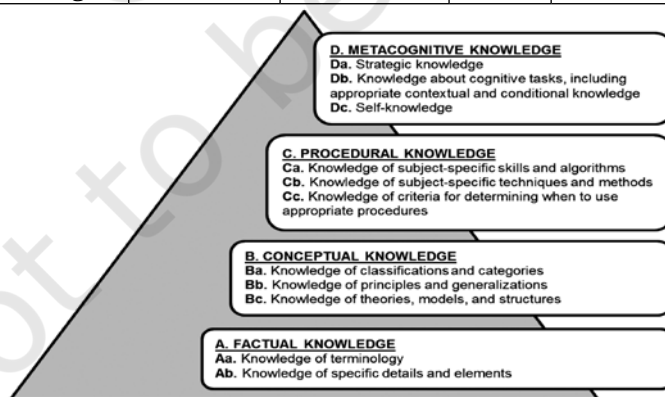 D. METACOGNITIVE KNOWLEDGE
Da. Strategic knowledge
Db. Knowledge about cognitive tasks, including
appropriate contextual and conditional knowledge
Dc. Self-knowledge
C. PROCEDURAL KNOWLEDGE
Ca. Knowledge of subject-specific skills and algorithms
Cb. Knowledge of subject-specific techniques and methods
Cc. Knowledge of criteria for determining when to use
appropriate procedures
B. CONCEPTUAL KNOWLEDGE
Ba. Knowledge of classifications and categories
Bb. Knowledge of principles and generalizations
Bc. Knowledge of theories, models, and structures
A. FACTUAL KNOWLEDGE
Aa. Knowledge of terminology
Ab. Knowledge of specific details and elements